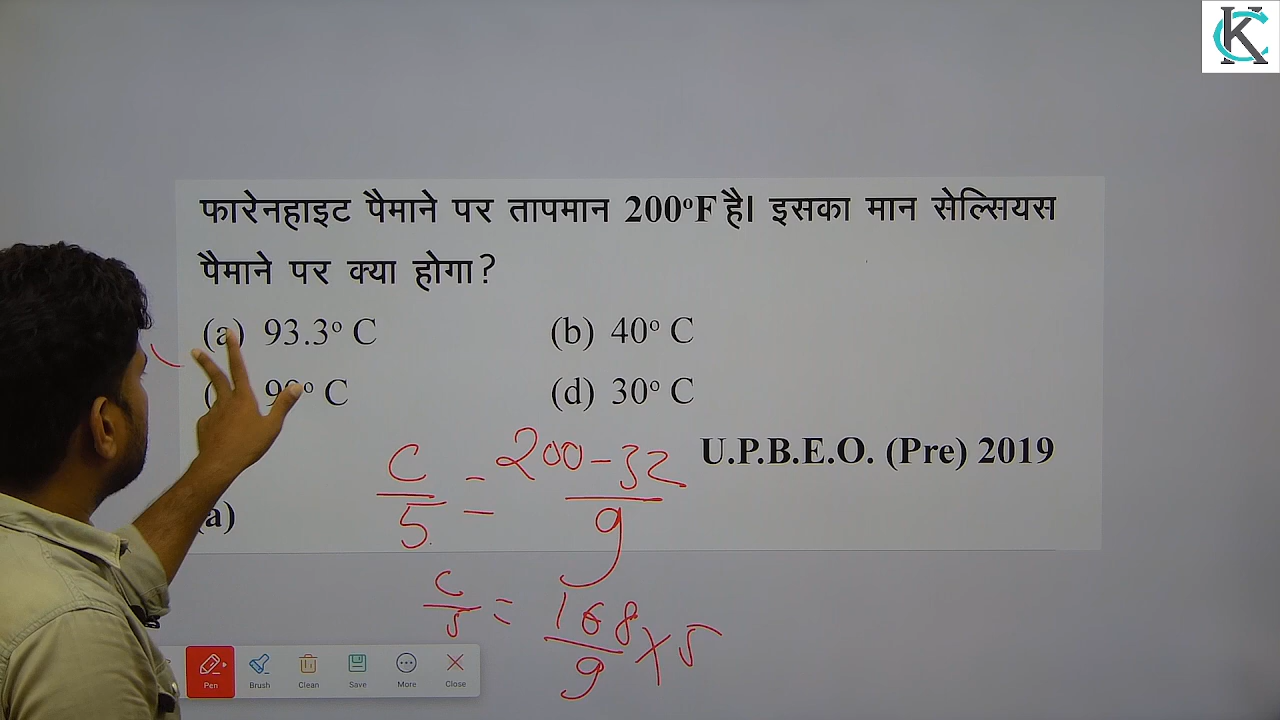 फारेनहाइट पैमाने पर तापमान 200°F है। इसका मान सेल्सियस
पैमाने पर क्या होगा?
(a) 93.3° C (b) 40° C
° C (d) 30° C
U.P.B.E.O. (Pre) 2019
(a)
C/5 = 200-32/9
C/5 = 168/9 × 5
Pen Brush Clean Save More Close
KC